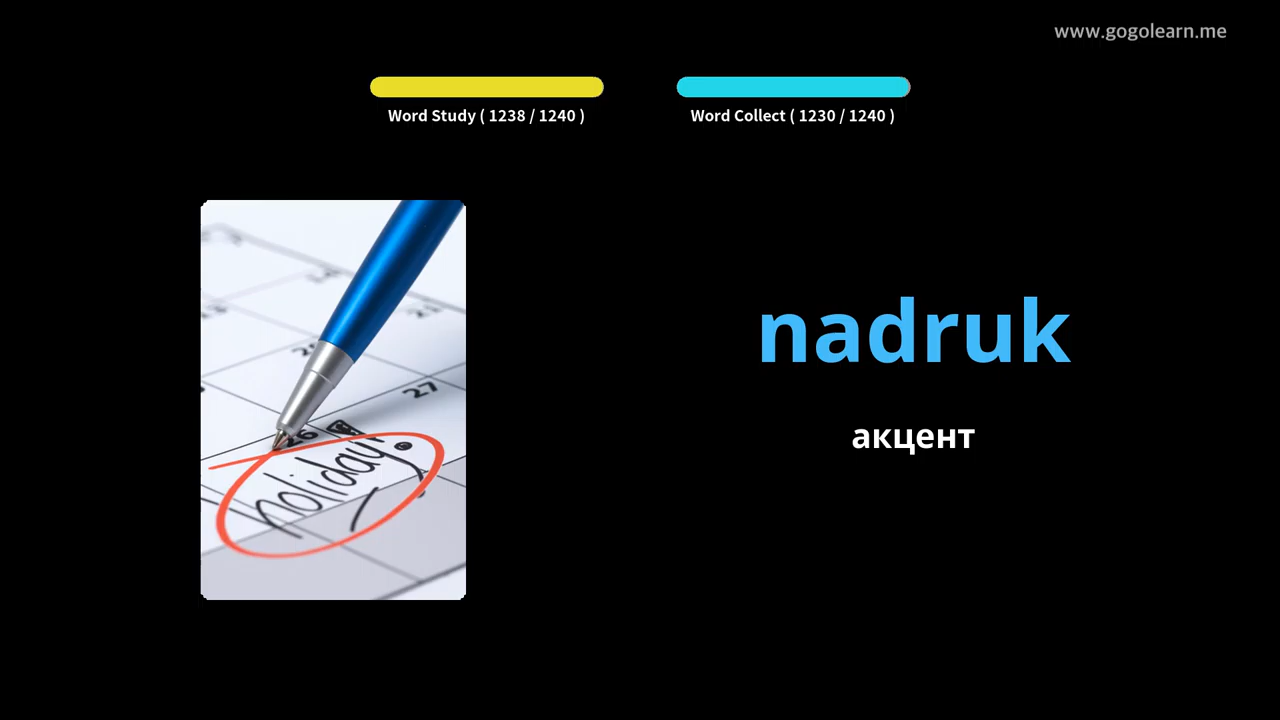 www.gogolearn.me
Word Study ( 1238 / 1240 )
Word Collect ( 1230 / 1240 )
nadruk
акцент
27
26
holiday!